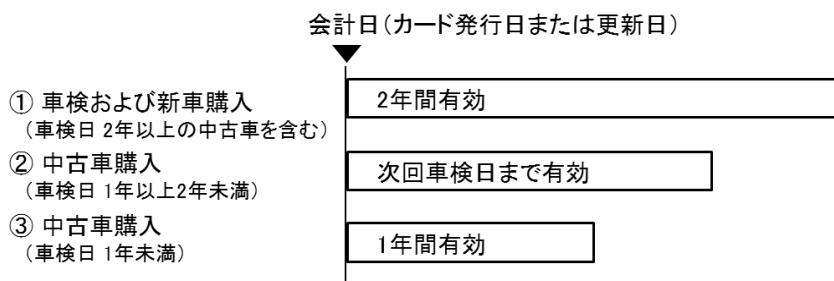 会計日(カード発行日または更新日)
① 車検および新車購入
(車検日 2年以上の中古車を含む)
2年間有効
② 中古車購入
(車検日 1年以上2年未満)
次回車検日まで有効
③ 中古車購入
(車検日 1年未満)
1年間有効